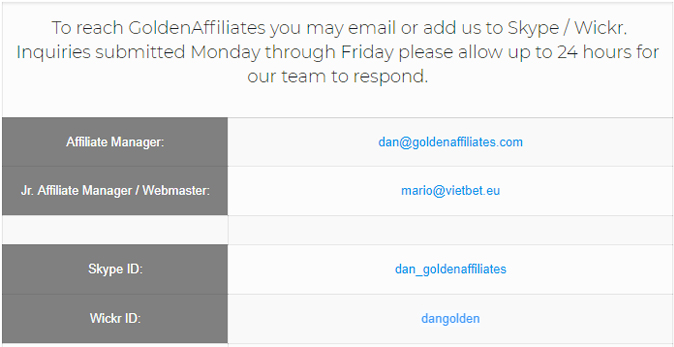 To reach GoldenAffiliates you may email or add us to Skype / Wickr.
Inquiries submitted Monday through Friday please allow up to 24 hours for
our team to respond.
Affiliate Manager: dan@goldenaffiliates.com
Jr. Affiliate Manager / Webmaster: mario@vietbet.eu
Skype ID: dan_goldenaffiliates
Wickr ID: dangolden